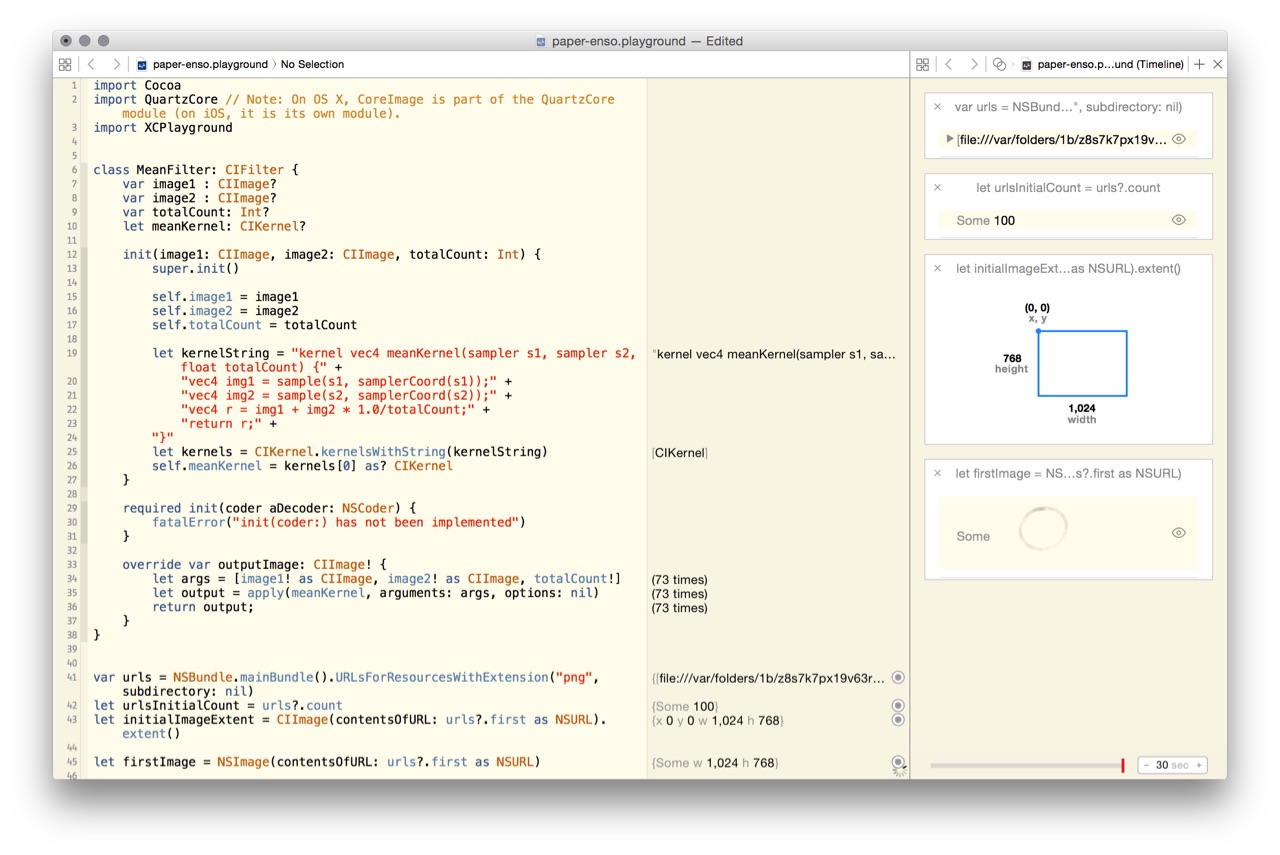 paper-enso.playground — Edited
paper-enso.playground 〉 No Selection
1 import Cocoa
2 import QuartzCore // Note: On OS X, CoreImage is part of the QuartzCore
module (on iOS, it is its own module).
3 import XCPlayground
4
5
6 class MeanFilter: CIFilter {
7 var image1 : CIImage?
8 var image2 : CIImage?
9 var totalCount: Int?
10 let meanKernel: CIKernel?
11
12 init(image1: CIImage, image2: CIImage, totalCount: Int) {
13 super.init()
14
15 self.image1 = image1
16 self.image2 = image2
17 self.totalCount = totalCount
18
19 let kernelString = "kernel vec4 meanKernel(sampler s1, sampler s2, "kernel vec4 meanKernel(sampler s1, sa...
float totalCount) {" +
20 "vec4 img1 = sample(s1, samplerCoord(s1));" +
21 "vec4 img2 = sample(s2, samplerCoord(s2));" +
22 "vec4 r = img1 + img2 * 1.0/totalCount;" +
23 "return r;" +
24 "}"
25 let kernels = CIKernel.kernelsWithString(kernelString) [CIKernel]
26 self.meanKernel = kernels[0] as? CIKernel
27 }
28
29 required init(coder aDecoder: NSCoder) {
30 fatalError("init(coder:) has not been implemented")
31 }
32
33 override var outputImage: CIImage! {
34 let args = [image1! as CIImage, image2! as CIImage, totalCount!] (73 times)
35 let output = apply(meanKernel, arguments: args, options: nil) (73 times)
36 return output; (73 times)
37 }
38 }
39
40
41 var urls = NSBundle.mainBundle().URLsForResourcesWithExtension("png", {[file:///var/folders/1b/z8s7k7px19v63r...
subdirectory: nil)
42 let urlsInitialCount = urls?.count {Some 100}
43 let initialImageExtent = CIImage(contentsOfURL: urls?.first as NSURL). {x 0 y 0 w 1,024 h 768}
extent()
44
45 let firstImage = NSImage(contentsOfURL: urls?.first as NSURL) {Some w 1,024 h 768}
46
paper-enso.p...und (Timeline)
var urls = NSBund...", subdirectory: nil)
[file:///var/folders/1b/z8s7k7px19v...
let urlsInitialCount = urls?.count
Some 100
let initialImageExt...as NSURL).extent()
(0, 0)
x, y
768
height
1,024
width
let firstImage = NS...s?.first as NSURL)
Some
− 30 sec +